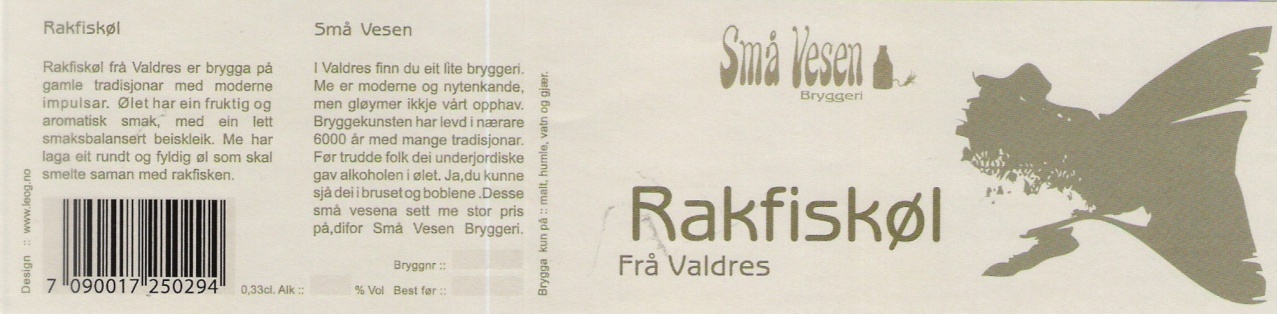 Rakfiskøl
Rakfiskøl frå Valdres er brygga på
gamle tradisjonar med moderne
impulsar. Ølet har ein fruktig og
aromatisk smak, med ein lett
smaksbalansert beiskleik. Me har
laga eit rundt og fyldig øl som skal
smelte saman med rakfisken.
Design :: www.leog.no
7 090017 250294
0,33cl. Alk :: % Vol Best før ::
Bryggnr ::
Små Vesen
I Valdres finn du eit lite bryggeri.
Me er moderne og nytenkande,
men gløymer ikkje vårt opphav.
Bryggekunsten har levd i nærare
6000 år med mange tradisjonar.
Før trudde folk dei underjordiske
gav alkoholen i ølet. Ja,du kunne
sjå dei i bruset og boblene .Desse
små vesena sett me stor pris
på,difor Små Vesen Bryggeri.
Brygga kun på :: malt, humle, vatn og gjær.
Små Vesen
Bryggeri
Rakfiskøl
Frå Valdres